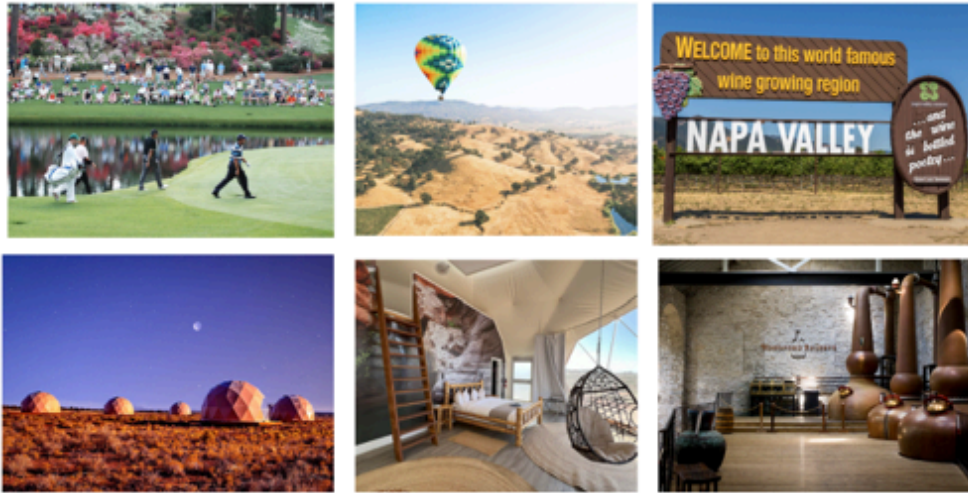 WELCOME to this world famous
wine growing region
NAPA VALLEY
...and
the wine
is bottled
poetry...